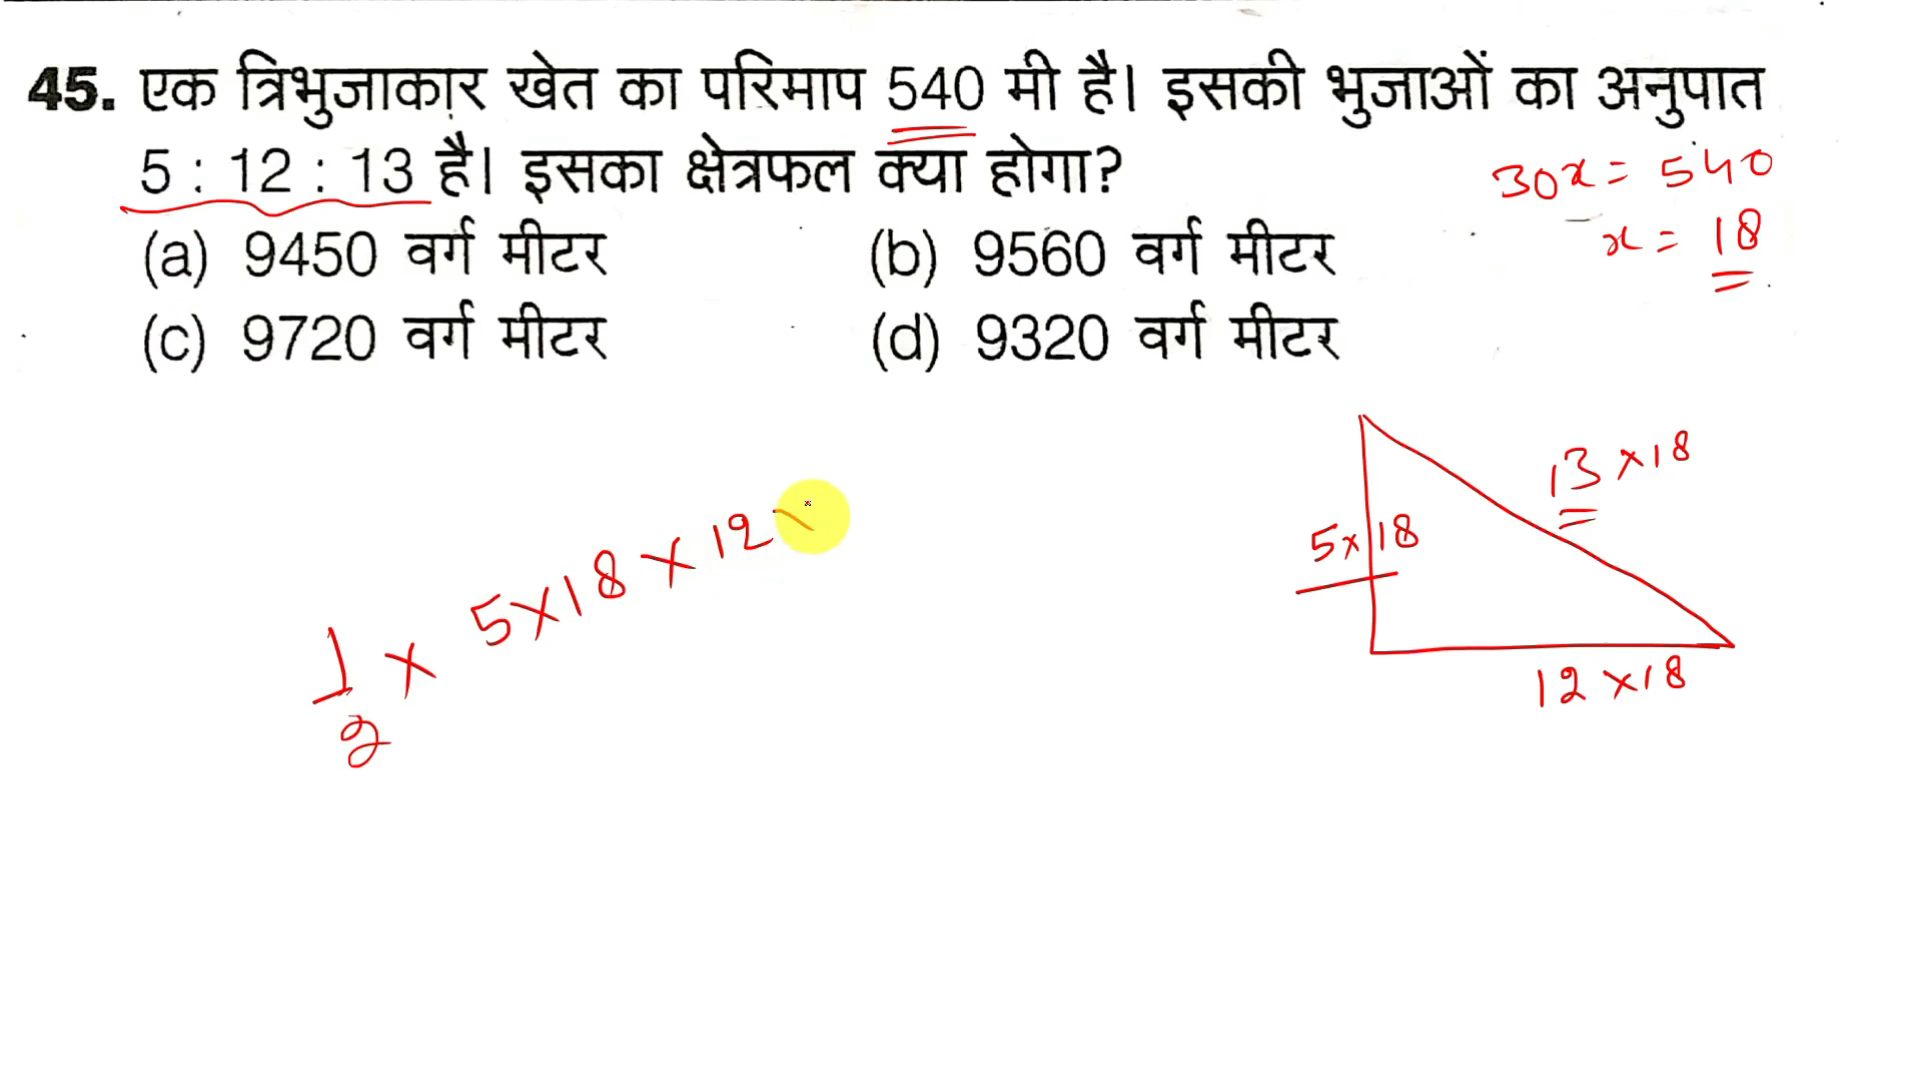 45. एक त्रिभुजाकार खेत का परिमाप 540 मी है। इसकी भुजाओं का अनुपात
5 : 12 : 13 है। इसका क्षेत्रफल क्या होगा?
30x = 540
x = 18
(a) 9450 वर्ग मीटर (b) 9560 वर्ग मीटर
(c) 9720 वर्ग मीटर (d) 9320 वर्ग मीटर
13 × 18
5 × 18
12 × 18
1/2 × 5 × 18 × 12 ×